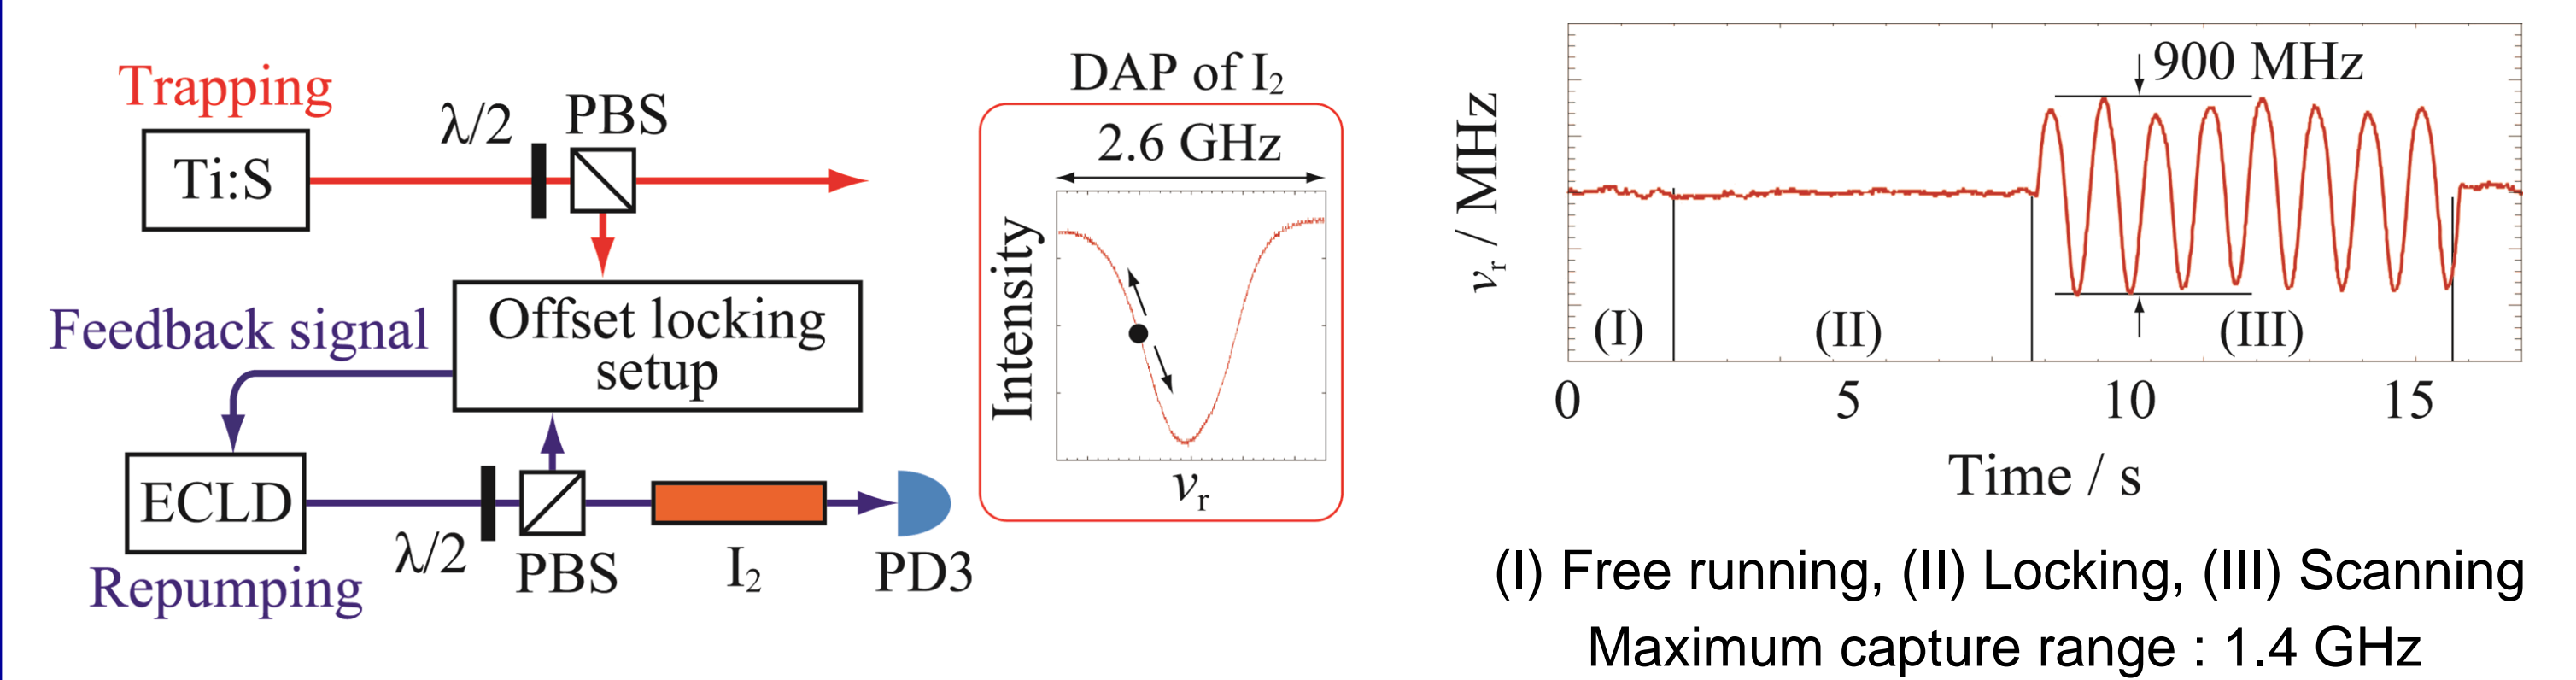 Trapping
Ti:S
λ/2
PBS
Offset locking
setup
Feedback signal
ECLD
Repumping
λ/2
PBS
I₂
PD3
DAP of I₂
2.6 GHz
Intensity
νᵣ
νᵣ / MHz
900 MHz
(I)
(II)
(III)
0 5 10 15
Time / s
(I) Free running, (II) Locking, (III) Scanning
Maximum capture range : 1.4 GHz